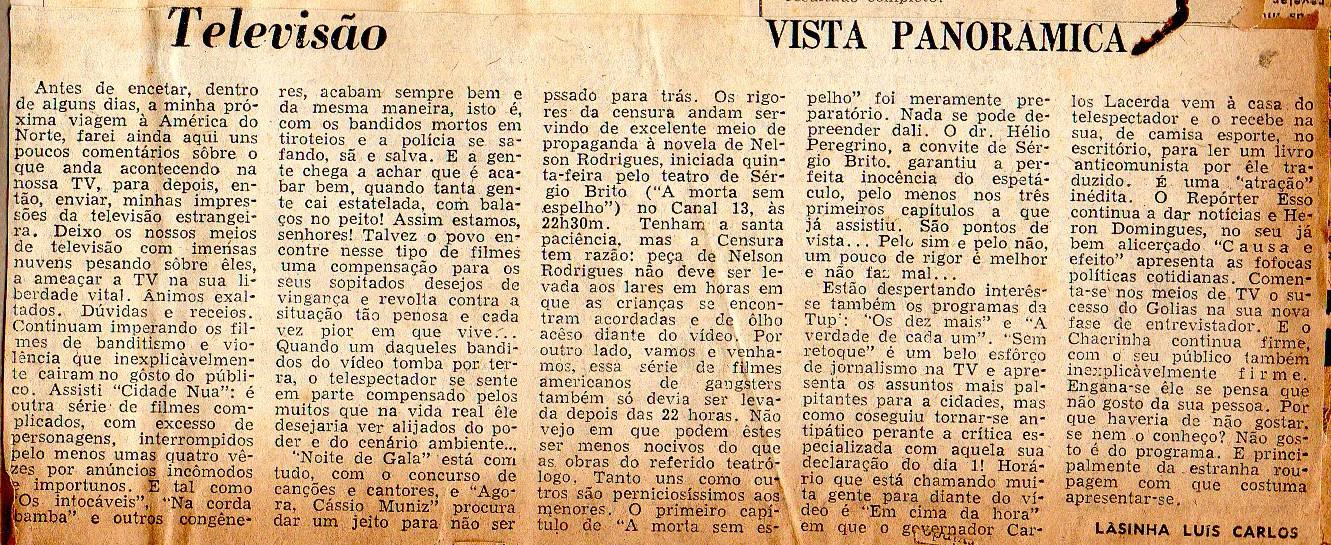 resultado completo.
Televisão
VISTA PANORAMICA
Antes de encetar, dentro
de alguns dias, a minha pró-
xima viagem à América do
Norte, farei ainda aqui uns
poucos comentários sôbre o
que anda acontecendo na
nossa TV, para depois, en-
tão, enviar, minhas impres-
sões da televisão estrangei-
ra. Deixo os nossos meios
de televisão com imensas
nuvens pesando sôbre êles,
a ameaçar a TV na sua li-
berdade vital. Ânimos exal-
tados. Dúvidas e receios.
Continuam imperando os fil-
mes de banditismo e vio-
lência que inexplicàvelmen-
te cairam no gôsto do públi-
co. Assisti “Cidade Nua”: é
outra série de filmes com-
plicados, com excesso de
personagens, interrompidos
pelo menos umas quatro vê-
zes por anúncios incômodos
e importunos. E tal como
“Os intocáveis”, “Na corda
bamba” e outros congêne-
res, acabam sempre bem e
da mesma maneira, isto é,
com os bandidos mortos em
tiroteios e a polícia se sa-
fando, sã e salva. E a gen-
te chega a achar que é aca-
bar bem, quando tanta gen-
te cai estatelada, com bala-
ços no peito! Assim estamos,
senhores! Talvez o povo en-
contre nesse tipo de filmes
uma compensação para os
seus sopitados desejos de
vingança e revolta contra a
situação tão penosa e cada
vez pior em que vive...
Quando um daqueles bandi-
dos do vídeo tomba por ter-
ra, o telespectador se sente
em parte compensado pelos
muitos que na vida real êle
desejaria ver alijados do po-
der e do cenário ambiente...
“Noite de Gala” está com
tudo, com o concurso de
canções e cantores, e “Ago-
ra, Cássio Muniz” procura
dar um jeito para não ser
pssado para trás. Os rigo-
res da censura andam ser-
vindo de excelente meio de
propaganda à novela de Nel-
son Rodrigues, iniciada quin-
ta-feira pelo teatro de Sér-
gio Brito (“A morta sem
espelho”) no Canal 13, às
22h30m. Tenham a santa
paciência, mas a Censura
tem razão: peça de Nelson
Rodrigues não deve ser le-
vada aos lares em horas em
que as crianças se encon-
tram acordadas e de ôlho
acêso diante do vídeo. Por
outro lado, vamos e venha-
mos, essa série de filmes
americanos de gangsters
também só devia ser leva-
da depois das 22 horas. Não
vejo em que podem êstes
ser menos nocivos do que
as obras do referido teatró-
logo. Tanto uns como ou-
tros são perniciosíssimos aos
menores. O primeiro capí-
tulo de “A morta sem es-
pelho” foi meramente pre-
paratório. Nada se pode de-
preender dali. O dr. Hélio
Peregrino, a convite de Sér-
gio Brito. garantiu a per-
feita inocência do espetá-
culo, pelo menos nos três
primeiros capítulos a que
já assistiu. São pontos de
vista... Pelo sim e pelo não,
um pouco de rigor é melhor
e não faz mal...
Estão despertando interês-
se também os programas da
Tup': “Os dez mais” e “A
verdade de cada um”. “Sem
retoque” é um belo esfôrço
de jornalismo na TV e apre-
senta os assuntos mais pal-
pitantes para a cidades, mas
como coseguiu tornar-se an-
tipático perante a crítica es-
pecializada com aquela sua
declaração do dia 1! Horá-
rio que está chamando mui-
ta gente para diante do ví-
deo é “Em cima da hora”
em que o governador Car-
los Lacerda vem à casa do
telespectador e o recebe na
sua, de camisa esporte, no
escritório, para ler um livro
anticomunista por êle tra-
duzido. É uma “atração”
inédita. O Repórter Esso
continua a dar notícias e He-
ron Domingues, no seu já
bem alicerçado “Causa e
efeito” apresenta as fofocas
políticas cotidianas. Comen-
ta-se nos meios de TV o su-
cesso do Golias na sua nova
fase de entrevistador. E o
Chacrinha continua firme,
com o seu público também
inexplicàvelmente firme.
Engana-se êle se pensa que
não gosto da sua pessoa. Por
que haveria de não gostar,
se nem o conheço? Não gos-
to é do programa. E princi-
palmente da estranha rou-
pagem com que costuma
apresentar-se.
LASINHA LUÍS CARLOS